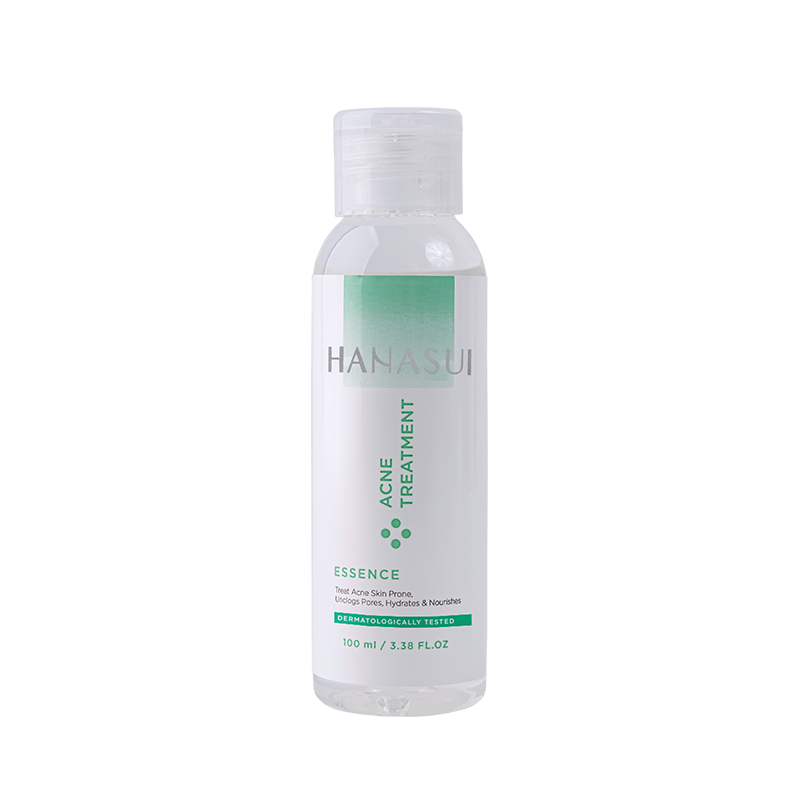 HANASUI
ACNE
TREATMENT
ESSENCE
Treat Acne Skin Prone,
Unclogs Pores, Hydrates & Nourishes
DERMATOLOGICALLY TESTED
100 ml / 3.38 FL.OZ